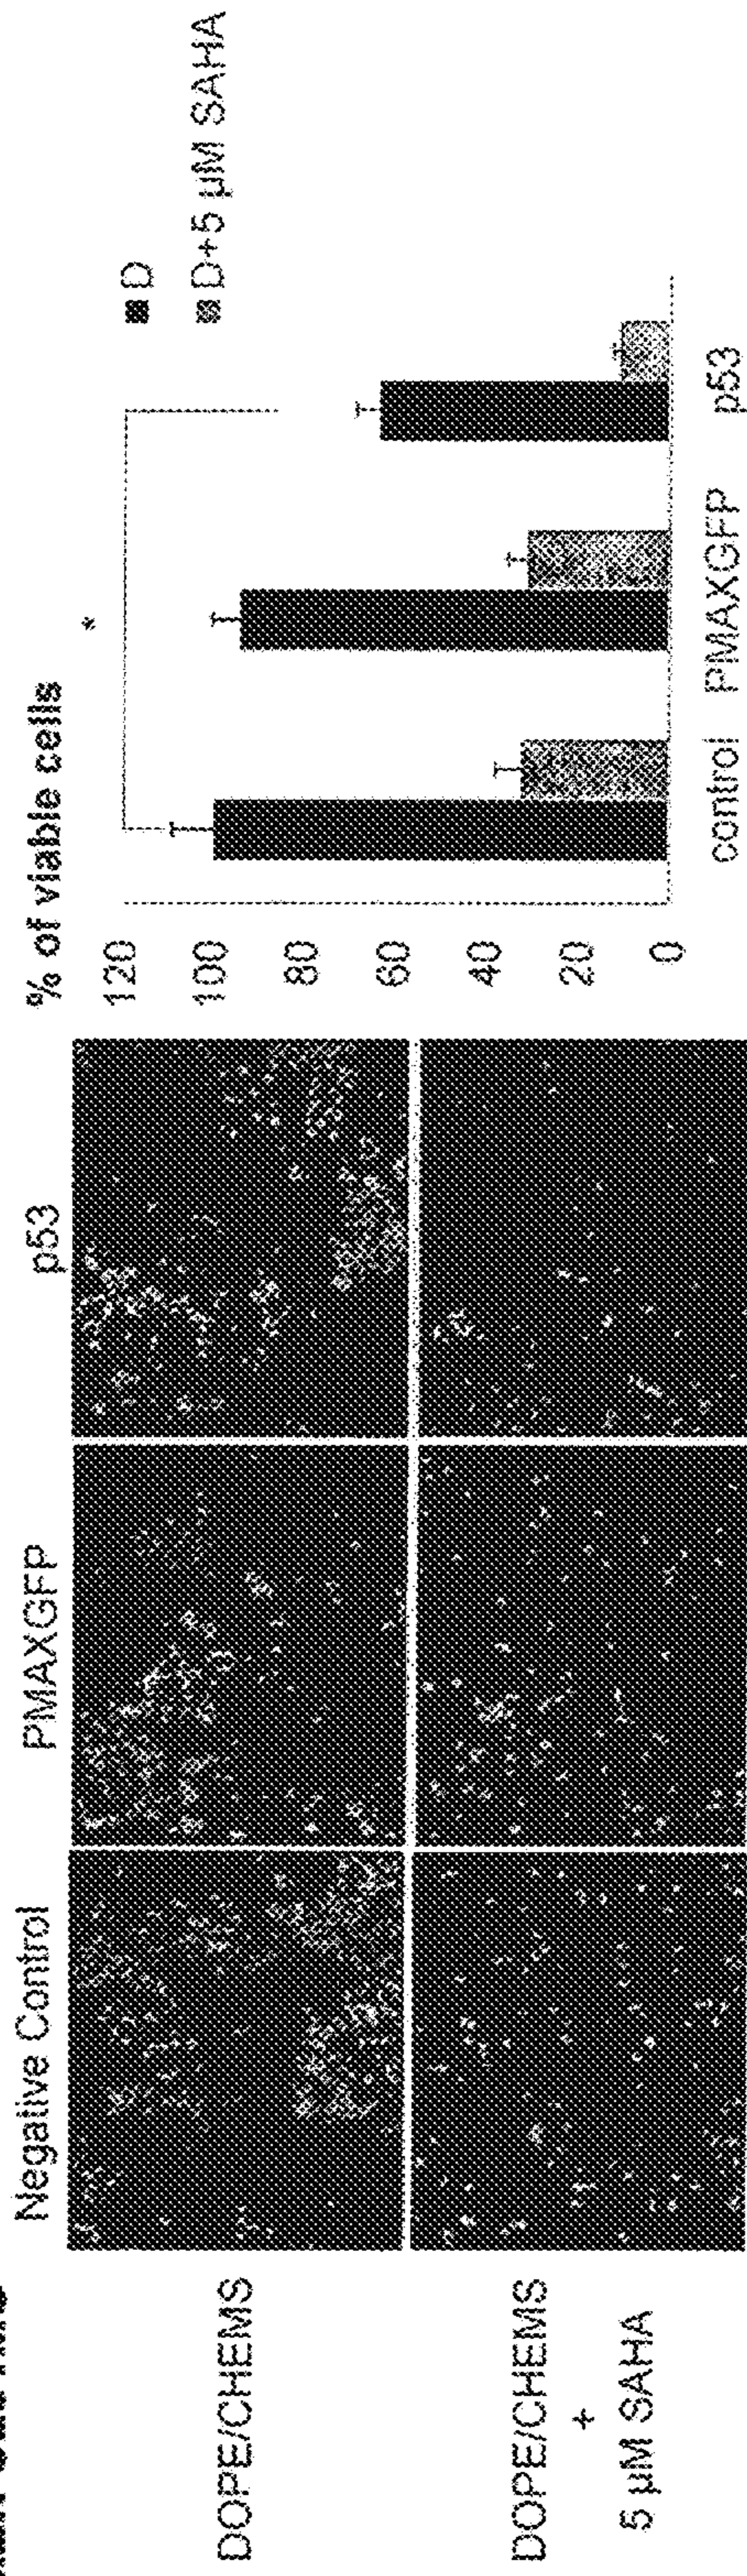 Negative Control
PMAXGFP
p53
DOPE/CHEMS
DOPE/CHEMS
+
5 µM SAHA
% of viable cells
120
100
80
60
40
20
0
*
control
PMAXGFP
p53
D
D+5 µM SAHA